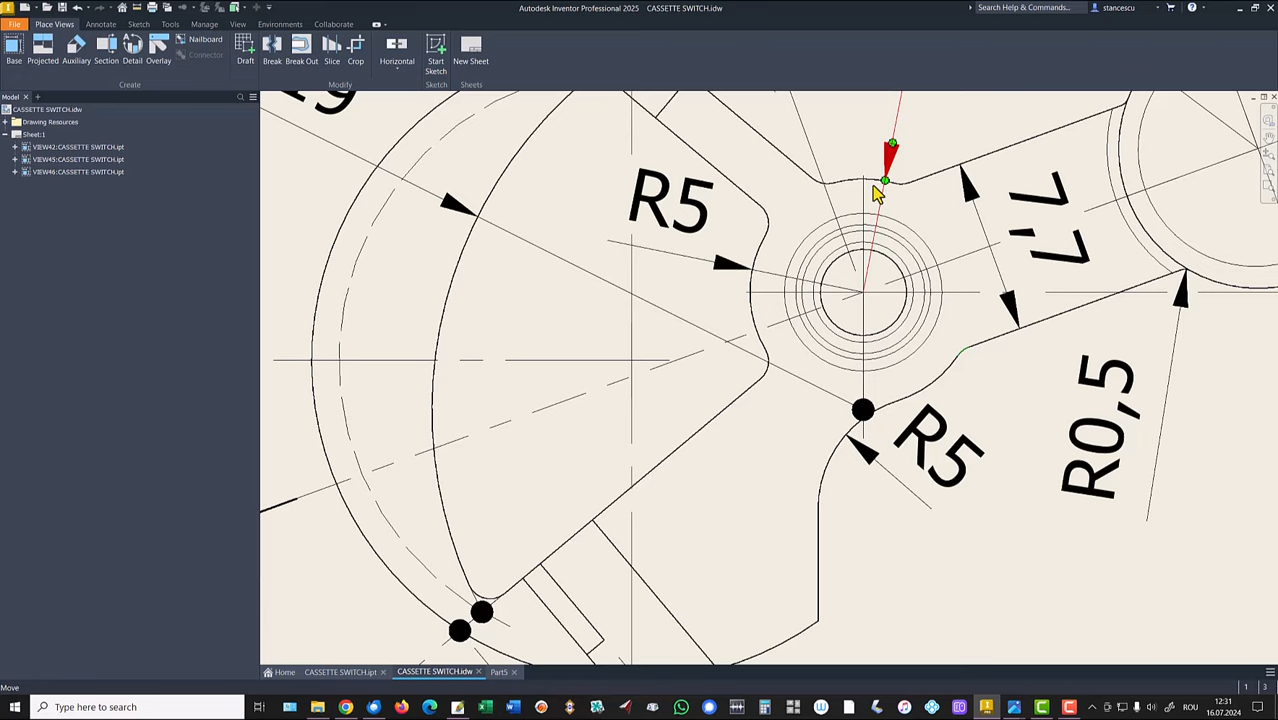 Autodesk Inventor Professional 2025 CASSETTE SWITCH.idw
Search Help & Commands...
stancescu
File
Place Views
Annotate
Sketch
Tools
Manage
View
Environments
Collaborate
Base
Projected
Auxiliary
Section
Detail
Overlay
Nailboard
Connector
Draft
Break
Break Out
Slice
Crop
Horizontal
Start
Sketch
New Sheet
Create
Modify
Sketch
Sheets
Model
CASSETTE SWITCH.idw
Drawing Resources
Sheet:1
VIEW42:CASSETTE SWITCH.ipt
VIEW45:CASSETTE SWITCH.ipt
VIEW46:CASSETTE SWITCH.ipt
R5
7,7
R5
R0,5
Home
CASSETTE SWITCH.ipt
CASSETTE SWITCH.idw
Part5
Move
1
3
Type here to search
ROU
12:31
16.07.2024